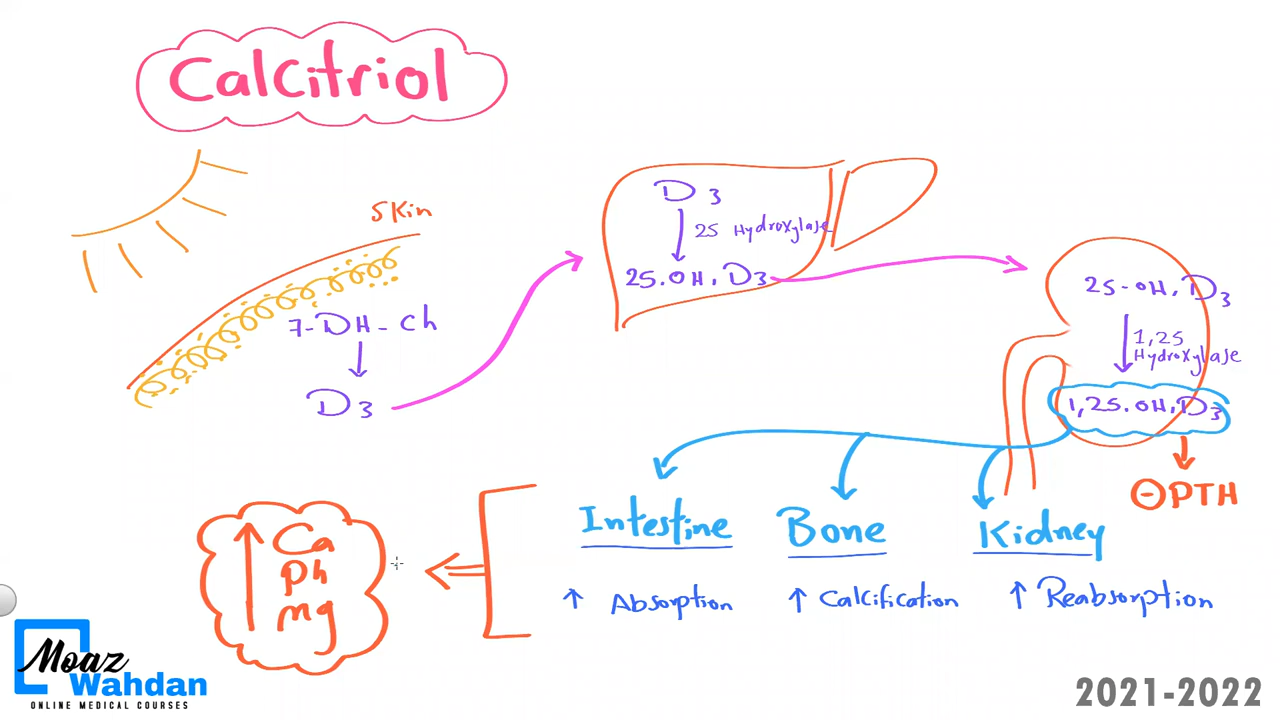 Calcitriol
Skin
7-DH-Ch
D3
D3
25 Hydroxylase
25.OH.D3
25-OH.D3
1,25
Hydroxylase
1,25.OH.D3
⊖PTH
Intestine
↑ Absorption
Bone
↑ Calcification
Kidney
↑ Reabsorption
Ca
Ph
mg
Moaz
Wahdan
ONLINE MEDICAL COURSES
2021-2022